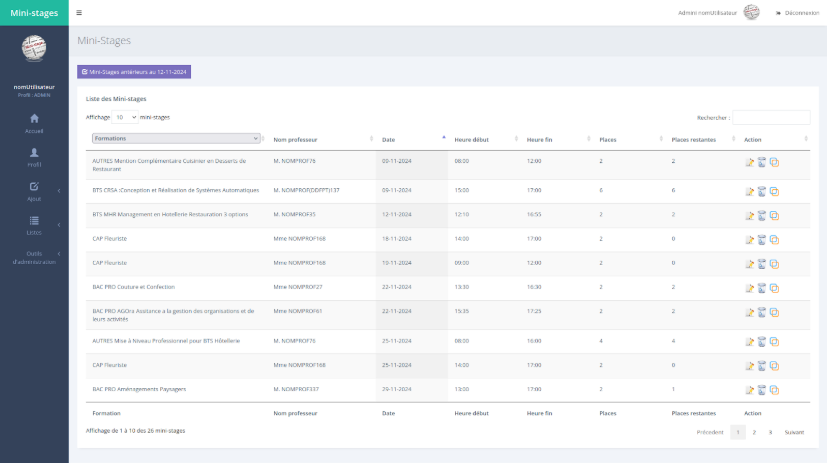 Mini-stages
Admini nomUtilisateur
Déconnexion
Mini-Stages
nomUtilisateur
Profil : ADMIN
Accueil
Profil
Ajout
Listes
Outils
d'administration
Mini-Stages antérieurs au 12-11-2024
Liste des Mini-stages
Affichage 10 mini-stages
Rechercher :
Formations Nom professeur Date Heure début Heure fin Places Places restantes Action
AUTRES Mention Complémentaire Cuisinier en Desserts de
Restaurant
M. NOMPROF76 09-11-2024 08:00 12:00 2 2
BTS CRSA :Conception et Réalisation de Systèmes Automatiques M. NOMPROF(DDFPT)137 09-11-2024 15:00 17:00 6 6
BTS MHR Management en Hotellerie Restauration 3 options M. NOMPROF35 12-11-2024 12:10 16:55 2 2
CAP Fleuriste Mme NOMPROF168 18-11-2024 14:00 17:00 2 0
CAP Fleuriste Mme NOMPROF168 19-11-2024 09:00 12:00 2 0
BAC PRO Couture et Confection Mme NOMPROF27 22-11-2024 13:30 16:30 2 2
BAC PRO AGOra Assitance a la gestion des organisations et de
leurs activités
Mme NOMPROF61 22-11-2024 15:35 17:25 2 2
AUTRES Mise à Niveau Professionnel pour BTS Hôtellerie M. NOMPROF76 25-11-2024 08:00 16:00 4 4
CAP Fleuriste Mme NOMPROF168 25-11-2024 14:00 17:00 2 0
BAC PRO Aménagements Paysagers M. NOMPROF337 29-11-2024 13:00 17:00 2 1
Formation Nom professeur Date Heure début Heure fin Places Places restantes Action
Affichage de 1 à 10 des 26 mini-stages
Précédent 1 2 3 Suivant